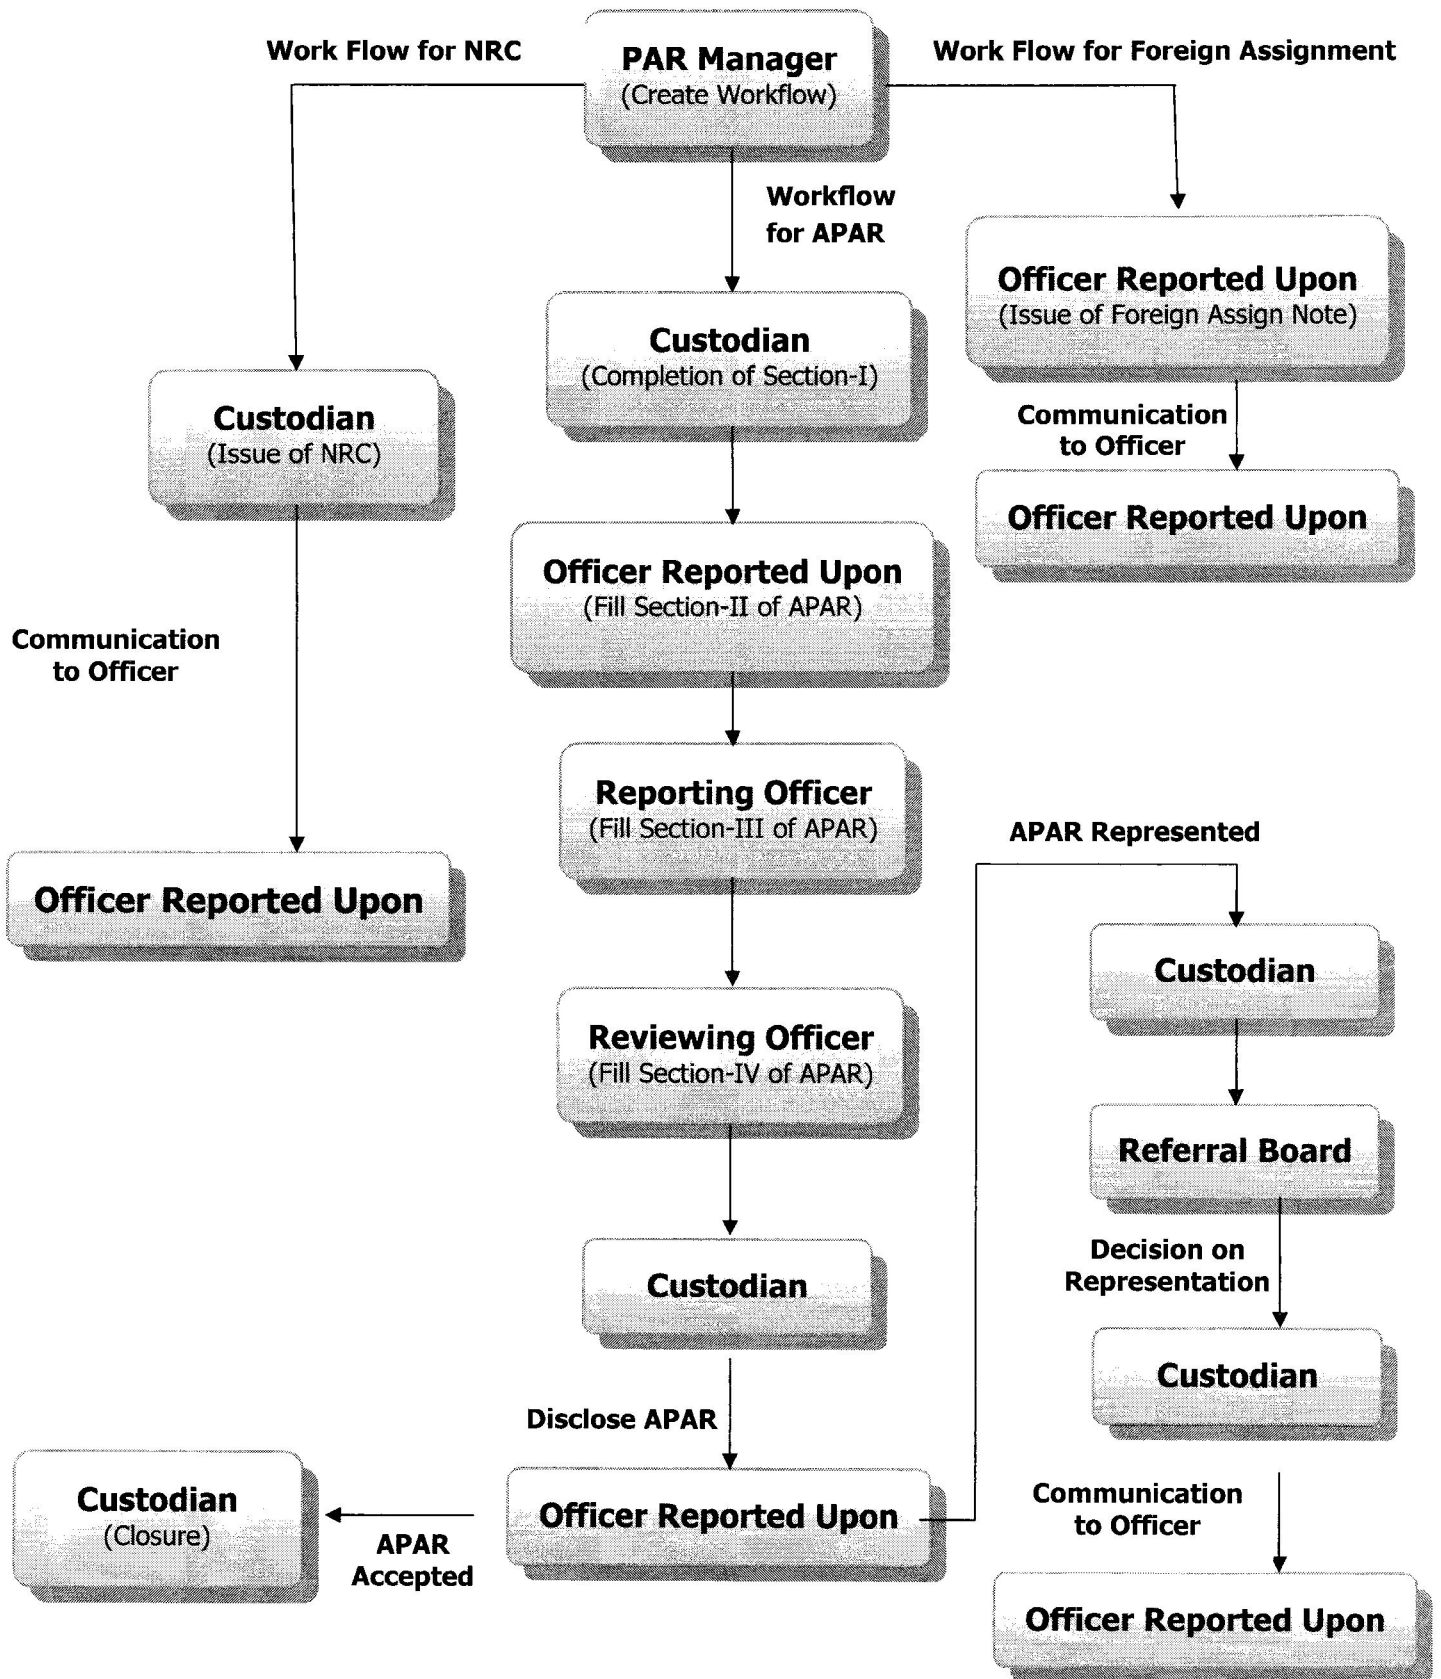 Work Flow for NRC
PAR Manager
(Create Workflow)
Work Flow for Foreign Assignment
Workflow
for APAR
Officer Reported Upon
(Issue of Foreign Assign Note)
Custodian
(Completion of Section-I)
Custodian
(Issue of NRC)
Communication
to Officer
Officer Reported Upon
Officer Reported Upon
(Fill Section-II of APAR)
Communication
to Officer
Reporting Officer
(Fill Section-III of APAR)
APAR Represented
Officer Reported Upon
Custodian
Reviewing Officer
(Fill Section-IV of APAR)
Referral Board
Decision on
Representation
Custodian
Custodian
Disclose APAR
Custodian
(Closure)
APAR
Accepted
Officer Reported Upon
Communication
to Officer
Officer Reported Upon